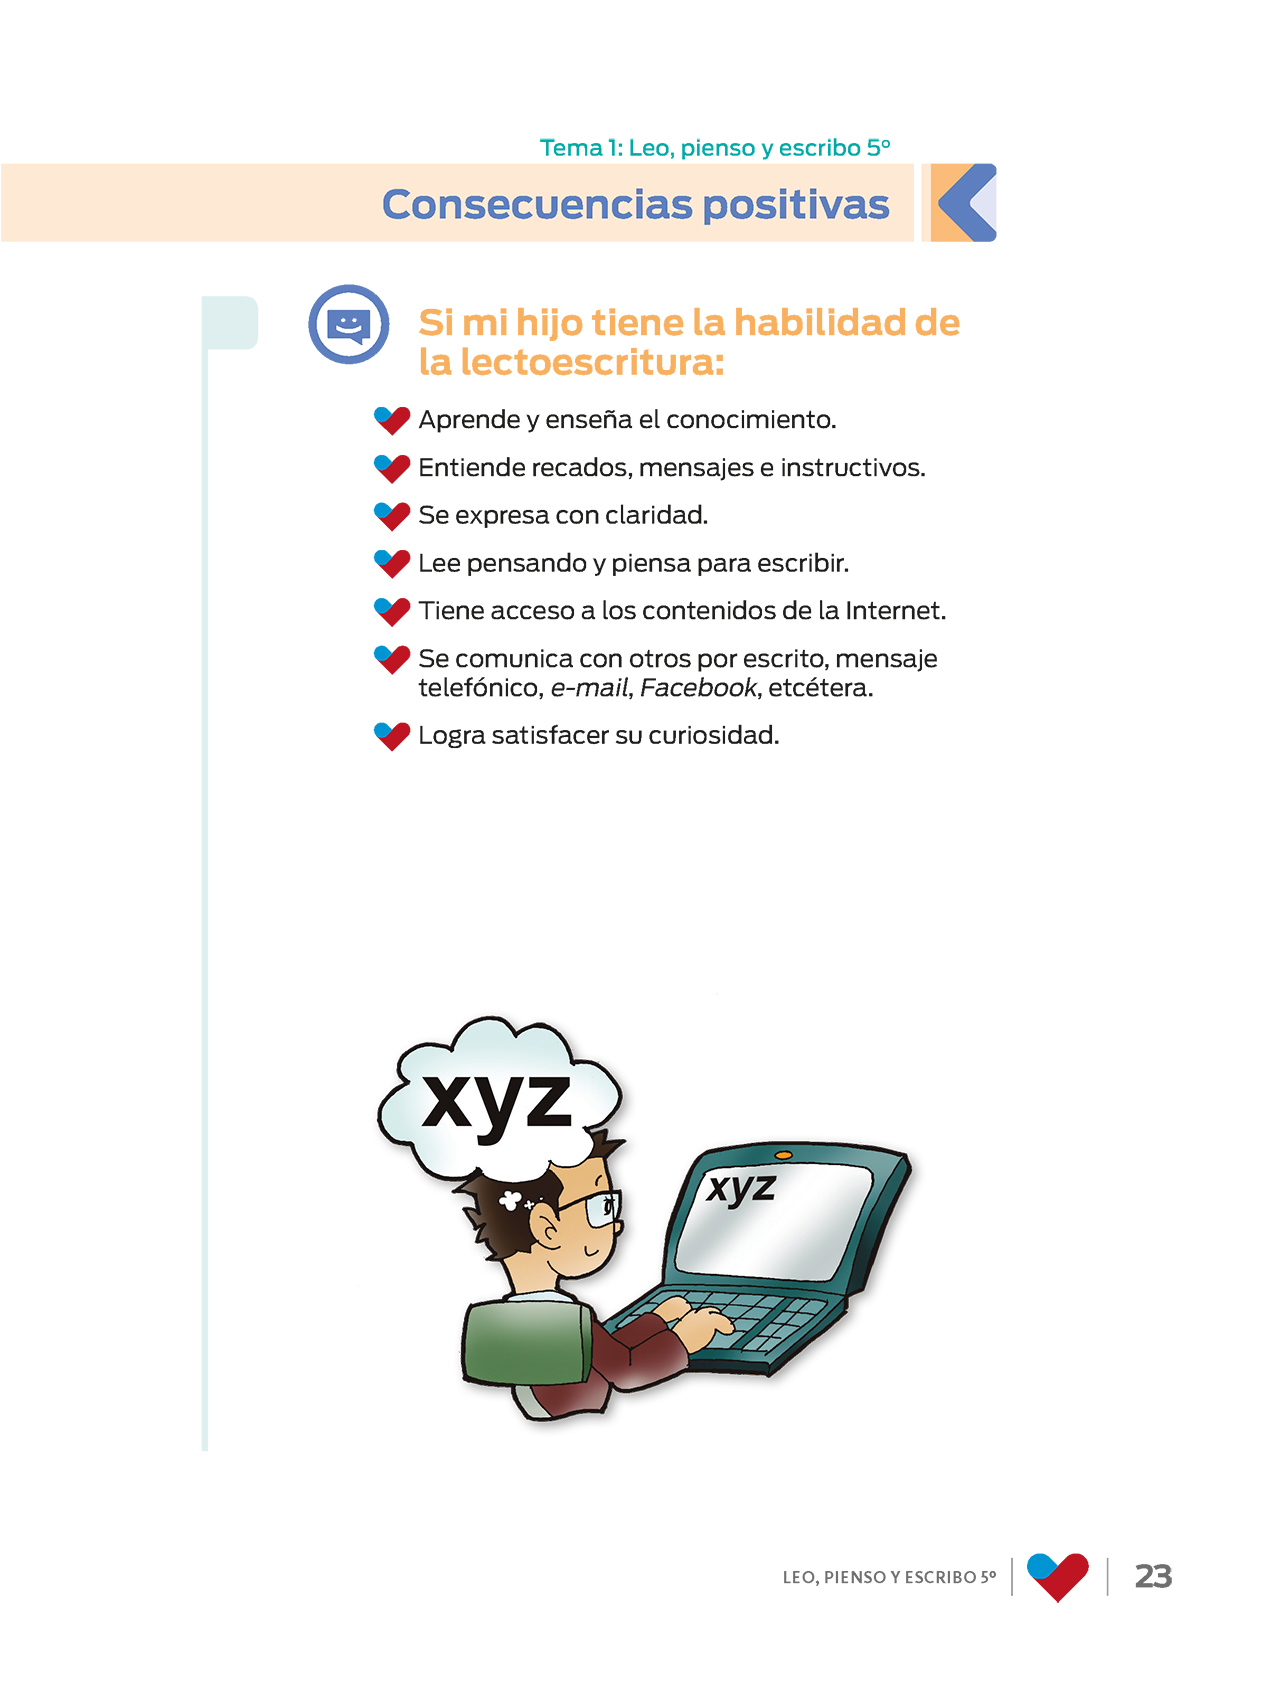 Tema 1: Leo, pienso y escribo 5º
Consecuencias positivas
Si mi hijo tiene la habilidad de
la lectoescritura:
Aprende y enseña el conocimiento.
Entiende recados, mensajes e instructivos.
Se expresa con claridad.
Lee pensando y piensa para escribir.
Tiene acceso a los contenidos de la Internet.
Se comunica con otros por escrito, mensaje
telefónico, e-mail, Facebook, etcétera.
Logra satisfacer su curiosidad.
xyz
xyz
LEO, PIENSO Y ESCRIBO 5º
23